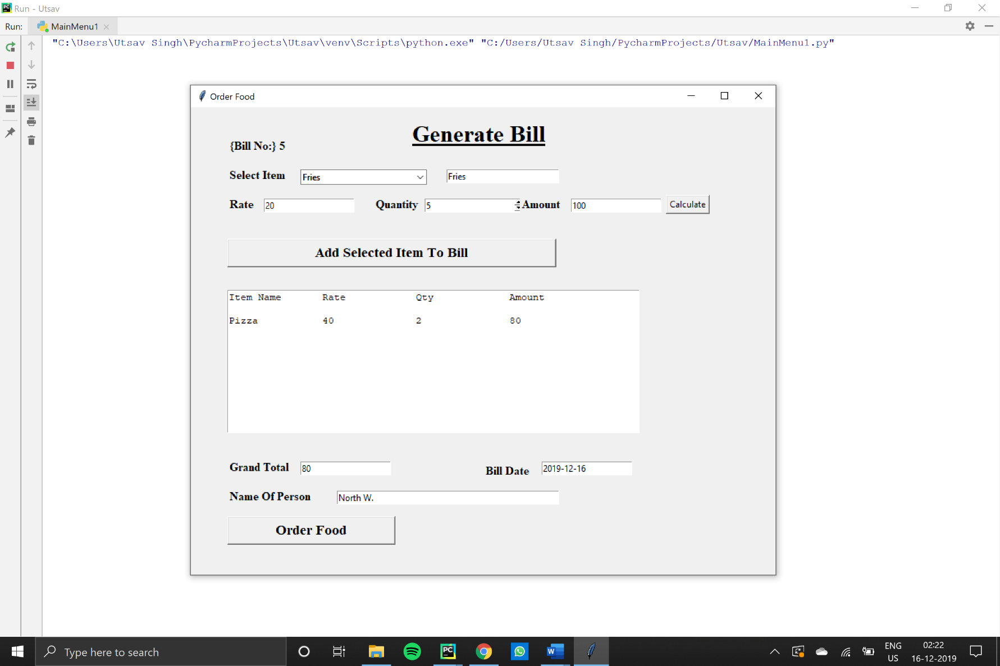 Run - Utsav
Run: MainMenu1
"C:\Users\Utsav Singh\PycharmProjects\Utsav\venv\Scripts\python.exe" "C:/Users/Utsav Singh/PycharmProjects/Utsav/MainMenu1.py"
Order Food
Generate Bill
{Bill No:} 5
Select Item Fries Fries
Rate 20 Quantity 5 Amount 100 Calculate
Add Selected Item To Bill
Item Name Rate Qty Amount
Pizza 40 2 80
Grand Total 80 Bill Date 2019-12-16
Name Of Person North W.
Order Food
Type here to search
PC
W
ENG
US
02:22
16-12-2019